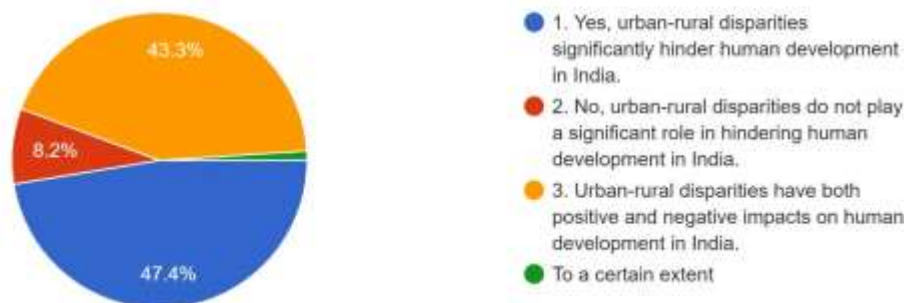 43.3%
8.2%
47.4%
1. Yes, urban-rural disparities
significantly hinder human development
in India.
2. No, urban-rural disparities do not play
a significant role in hindering human
development in India.
3. Urban-rural disparities have both
positive and negative impacts on human
development in India.
To a certain extent